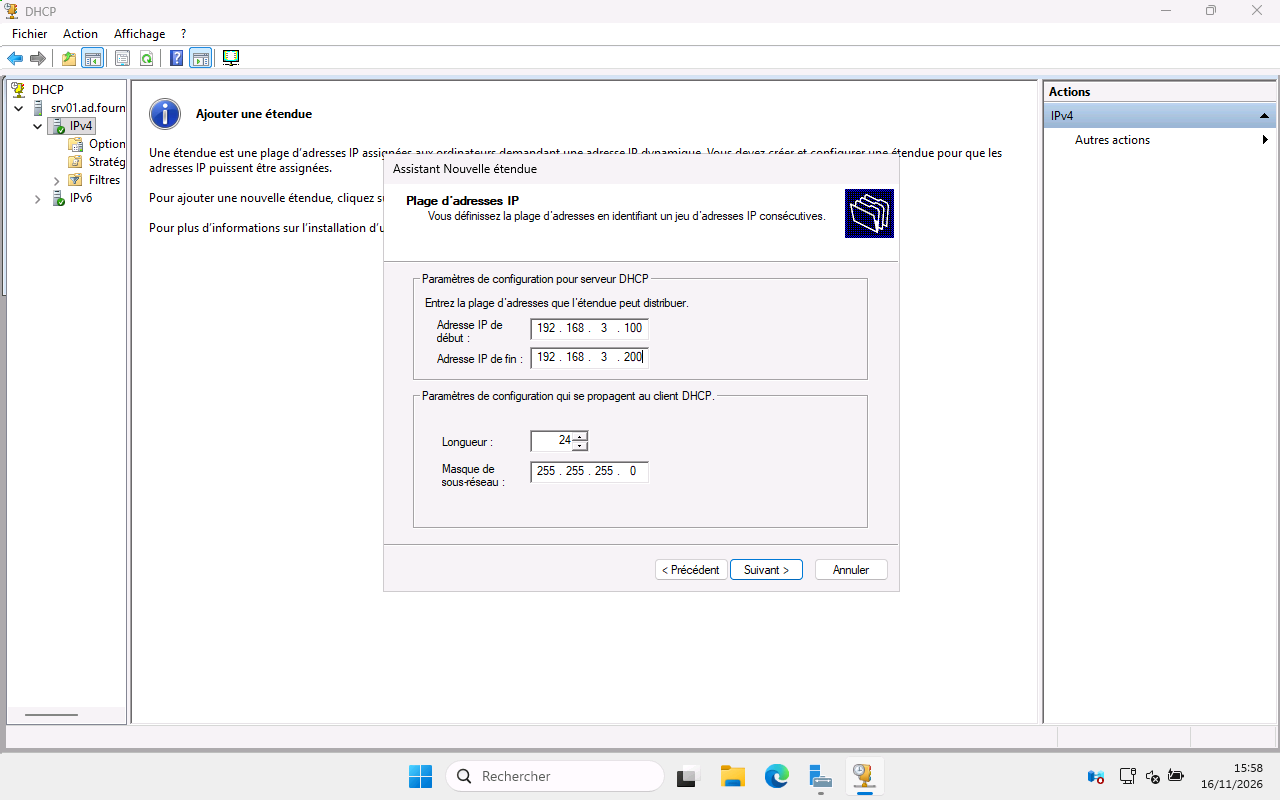 DHCP
Fichier Action Affichage ?
DHCP
srv01.ad.fourn
IPv4
Option
Stratég
Filtres
IPv6
Ajouter une étendue
Une étendue est une plage d'adresses IP assignées aux ordinateurs demandant une adresse IP dynamique. Vous devez créer et configurer une étendue pour que les
adresses IP puissent être assignées.
Pour ajouter une nouvelle étendue, cliquez su
Pour plus d'informations sur l'installation d'u
Assistant Nouvelle étendue
Plage d'adresses IP
Vous définissez la plage d'adresses en identifiant un jeu d'adresses IP consécutives.
Paramètres de configuration pour serveur DHCP
Entrez la plage d'adresses que l'étendue peut distribuer.
Adresse IP de
début :
192 . 168 . 3 . 100
Adresse IP de fin : 192 . 168 . 3 . 200
Paramètres de configuration qui se propagent au client DHCP.
Longueur : 24
Masque de
sous-réseau :
255 . 255 . 255 . 0
< Précédent Suivant > Annuler
Actions
IPv4
Autres actions
Rechercher
15:58
16/11/2026